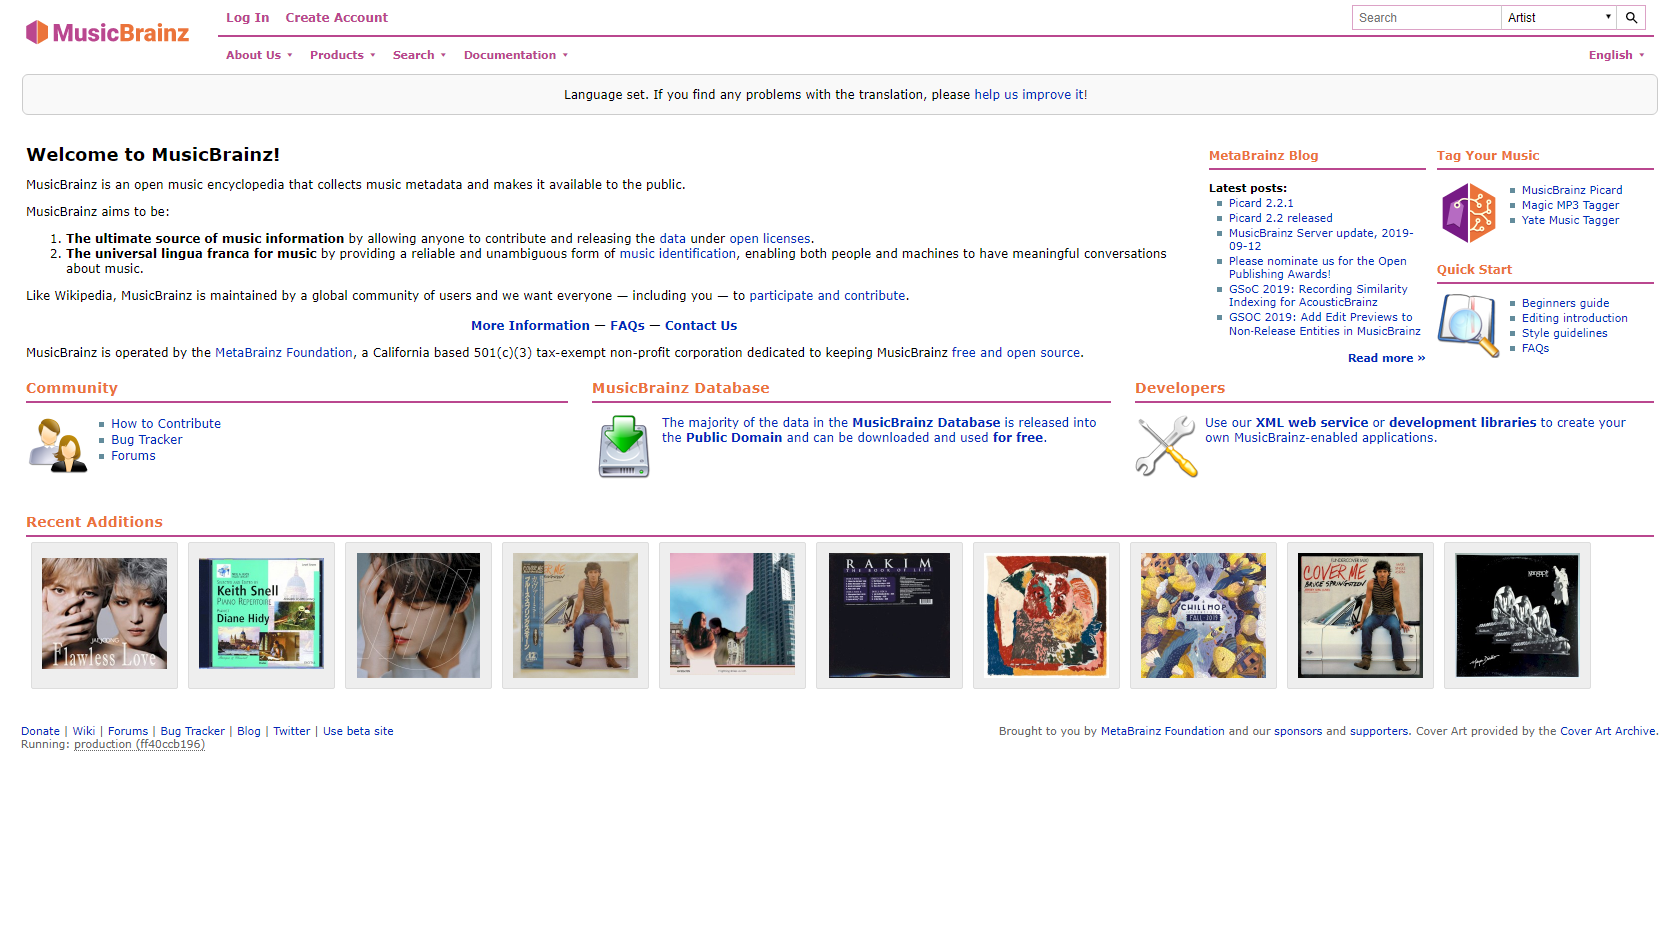 MusicBrainz
Log In Create Account
Search Artist
About Us Products Search Documentation English
Language set. If you find any problems with the translation, please help us improve it!
Welcome to MusicBrainz!
MusicBrainz is an open music encyclopedia that collects music metadata and makes it available to the public.
MusicBrainz aims to be:
1. The ultimate source of music information by allowing anyone to contribute and releasing the data under open licenses.
2. The universal lingua franca for music by providing a reliable and unambiguous form of music identification, enabling both people and machines to have meaningful conversations
about music.
Like Wikipedia, MusicBrainz is maintained by a global community of users and we want everyone — including you — to participate and contribute.
More Information — FAQs — Contact Us
MusicBrainz is operated by the MetaBrainz Foundation, a California based 501(c)(3) tax-exempt non-profit corporation dedicated to keeping MusicBrainz free and open source.
MetaBrainz Blog
Latest posts:
Picard 2.2.1
Picard 2.2 released
MusicBrainz Server update, 2019-
09-12
Please nominate us for the Open
Publishing Awards!
GSoC 2019: Recording Similarity
Indexing for AcousticBrainz
GSOC 2019: Add Edit Previews to
Non-Release Entities in MusicBrainz
Read more »
Tag Your Music
MusicBrainz Picard
Magic MP3 Tagger
Yate Music Tagger
Quick Start
Beginners guide
Editing introduction
Style guidelines
FAQs
Community
How to Contribute
Bug Tracker
Forums
MusicBrainz Database
The majority of the data in the MusicBrainz Database is released into
the Public Domain and can be downloaded and used for free.
Developers
Use our XML web service or development libraries to create your
own MusicBrainz-enabled applications.
Recent Additions
JAEJOONG
Flawless Love
Keith Snell
Piano Repertoire
Diane Hidy
COVER ME
RAKIM
THE BOOK OF LIFE
CHILLHOP
FALL 2019
COVER ME
BRUCE SPRINGSTEEN
Donate | Wiki | Forums | Bug Tracker | Blog | Twitter | Use beta site
Running: production (ff40ccb196)
Brought to you by MetaBrainz Foundation and our sponsors and supporters. Cover Art provided by the Cover Art Archive.